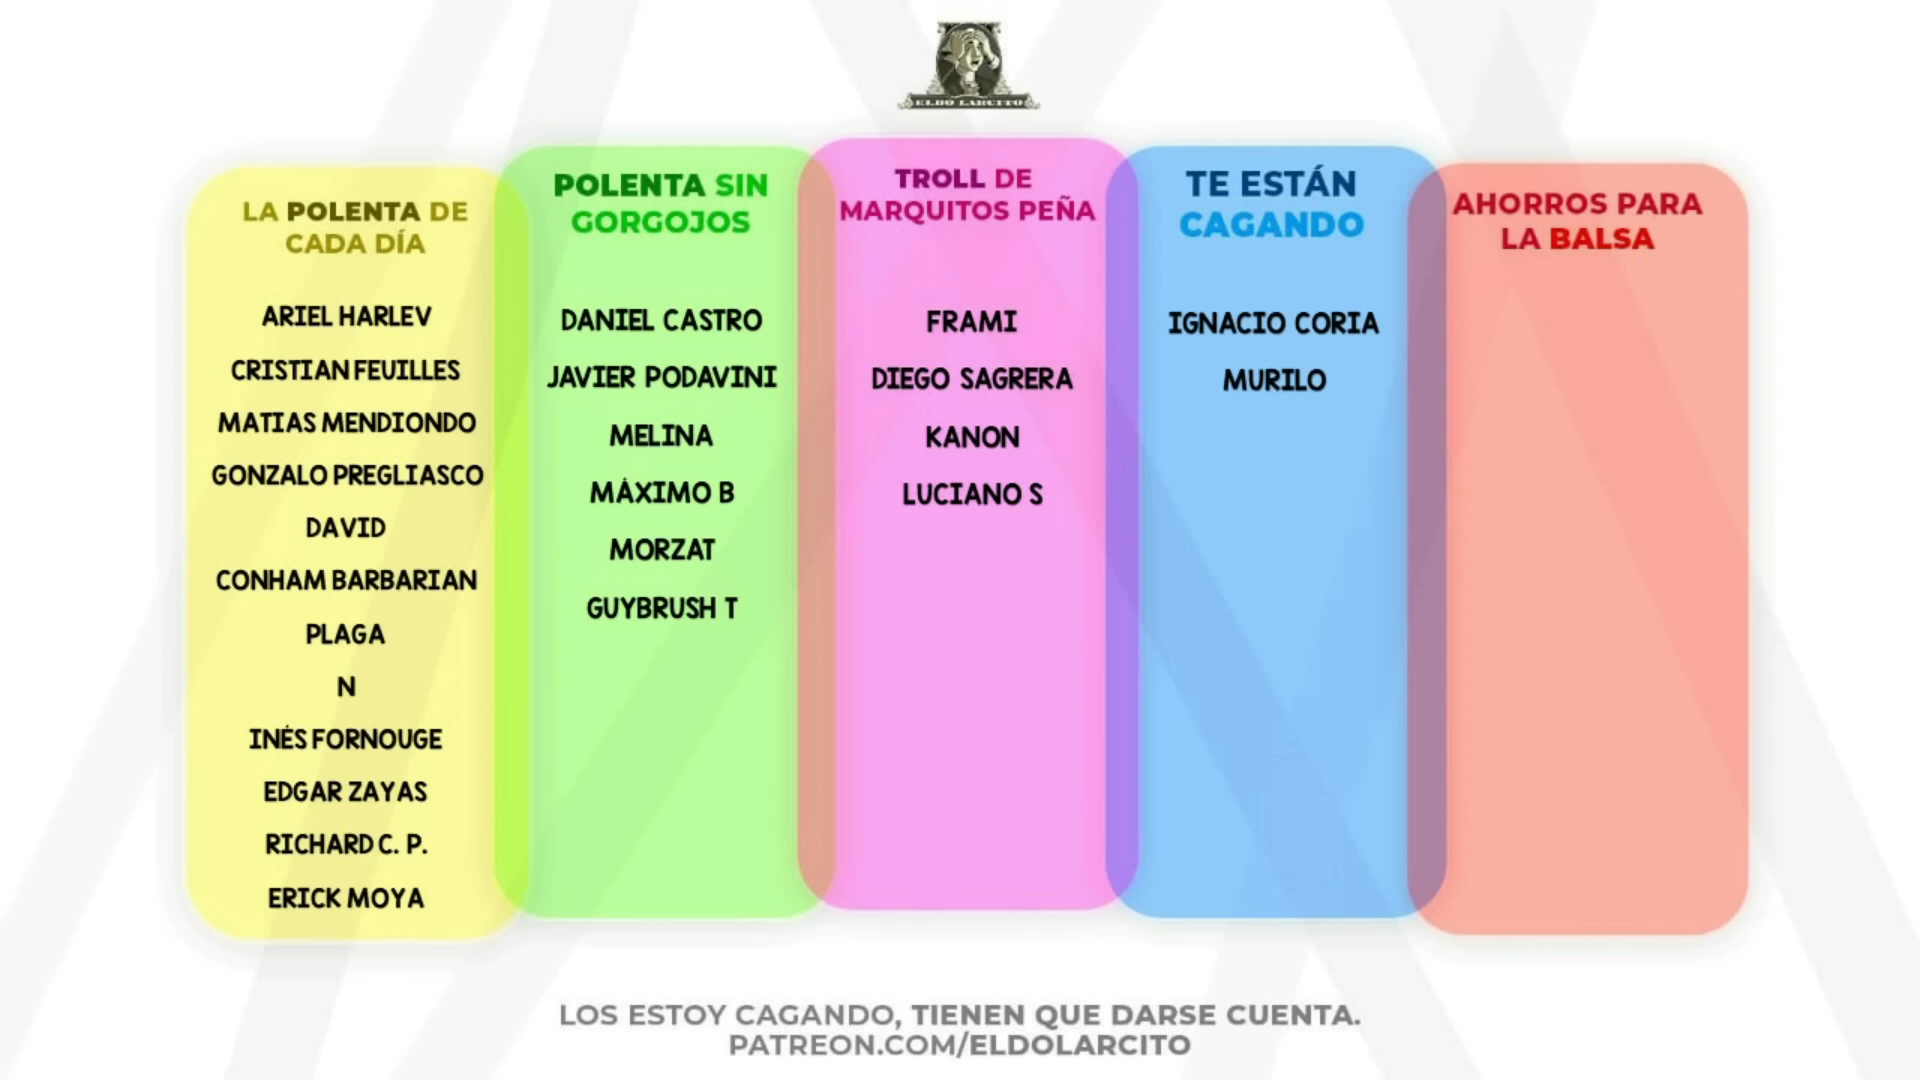 ELDO LARCITO
LA POLENTA DE
CADA DÍA
ARIEL HARLEV
CRISTIAN FEUILLES
MATIAS MENDIONDO
GONZALO PREGLIASCO
DAVID
CONHAM BARBARIAN
PLAGA
N
INÉS FORNOUGE
EDGAR ZAYAS
RICHARD C. P.
ERICK MOYA
POLENTA SIN
GORGOJOS
DANIEL CASTRO
JAVIER PODAVINI
MELINA
MÁXIMO B
MORZAT
GUYBRUSH T
TROLL DE
MARQUITOS PEÑA
FRAMI
DIEGO SAGRERA
KANON
LUCIANO S
TE ESTÁN
CAGANDO
IGNACIO CORIA
MURILO
AHORROS PARA
LA BALSA
LOS ESTOY CAGANDO, TIENEN QUE DARSE CUENTA.
PATREON.COM/ELDOLARCITO